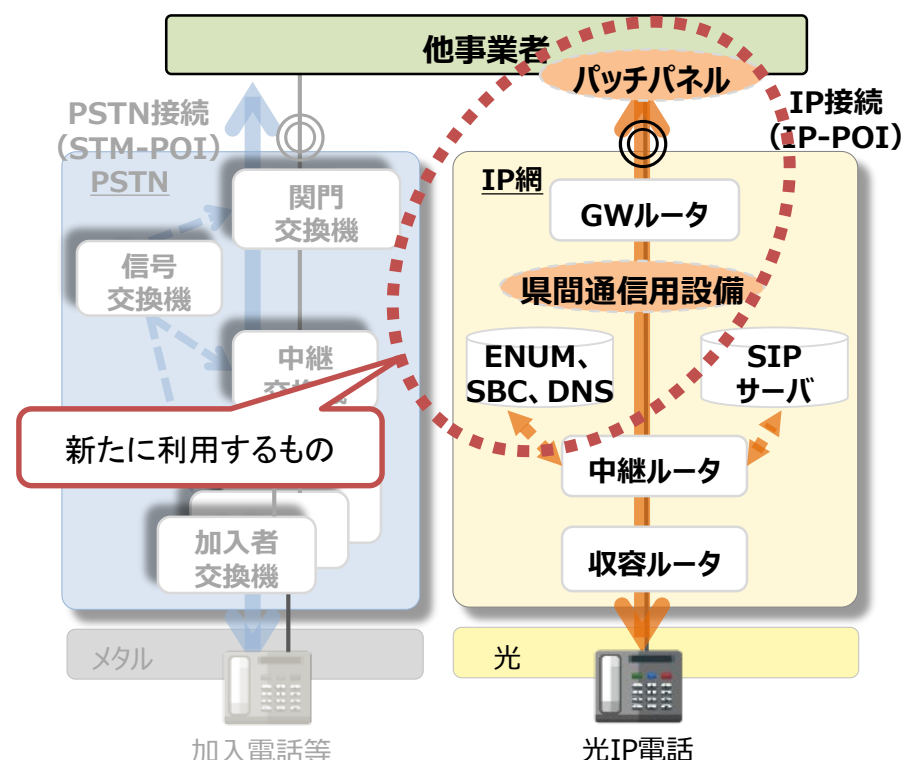 他事業者
パッチパネル
PSTN接続
(STM-POI)
PSTN
IP接続
(IP-POI)
IP網
関門
交換機
GWルータ
信号
交換機
県間通信用設備
中継
交換機
ENUM、
SBC、DNS
SIP
サーバ
新たに利用するもの
中継ルータ
加入者
交換機
収容ルータ
メタル
光
加入電話等
光IP電話